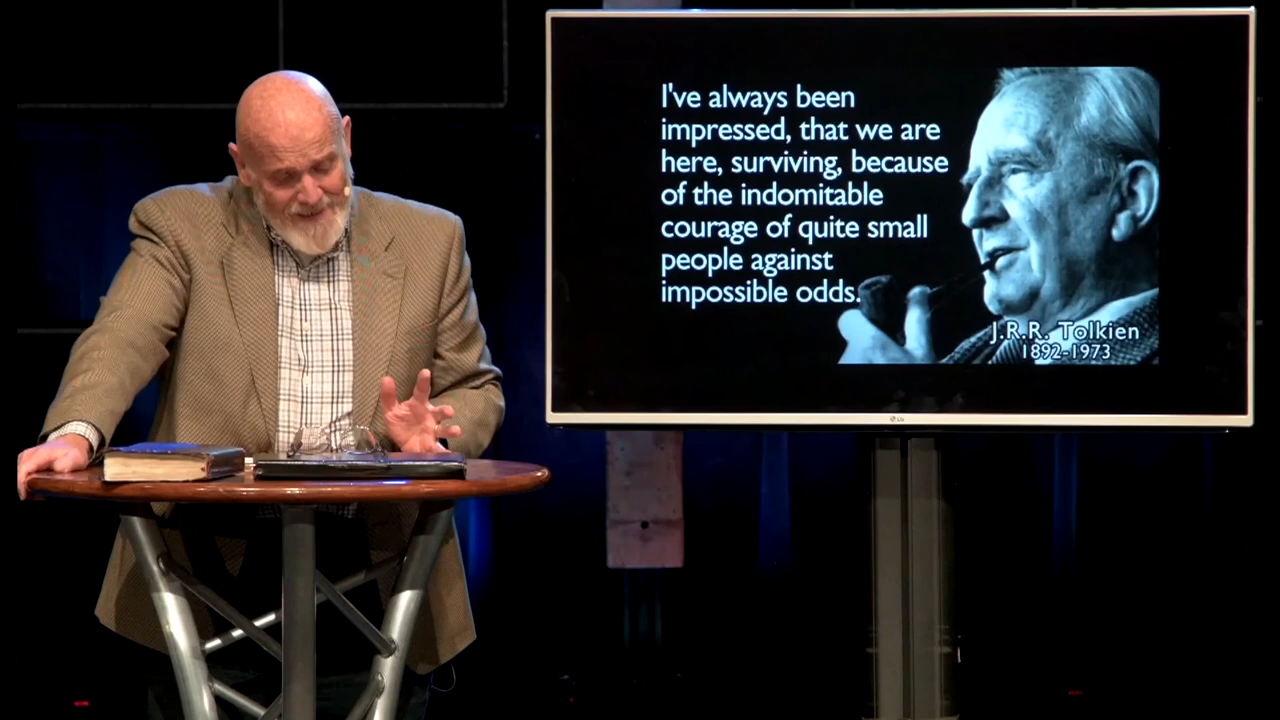 I've always been
impressed, that we are
here, surviving, because
of the indomitable
courage of quite small
people against
impossible odds.
J.R.R. Tolkien
1892-1973
LG